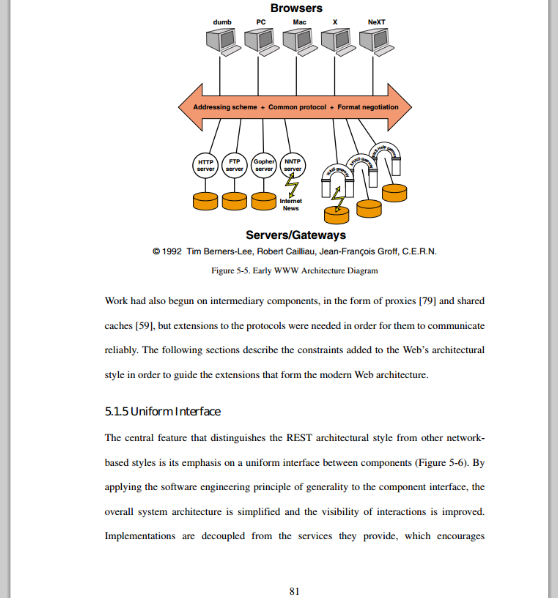 Browsers
dumb PC Mac X NeXT
Addressing scheme + Common protocol + Format negotiation
HTTP server
FTP server
Gopher server
NNTP server
Internet News
Servers/Gateways
© 1992 Tim Berners-Lee, Robert Cailliau, Jean-François Groff, C.E.R.N.
Figure 5-5. Early WWW Architecture Diagram
Work had also begun on intermediary components, in the form of proxies [79] and shared
caches [59], but extensions to the protocols were needed in order for them to communicate
reliably. The following sections describe the constraints added to the Web’s architectural
style in order to guide the extensions that form the modern Web architecture.
5.1.5 Uniform Interface
The central feature that distinguishes the REST architectural style from other network-
based styles is its emphasis on a uniform interface between components (Figure 5-6). By
applying the software engineering principle of generality to the component interface, the
overall system architecture is simplified and the visibility of interactions is improved.
Implementations are decoupled from the services they provide, which encourages
81